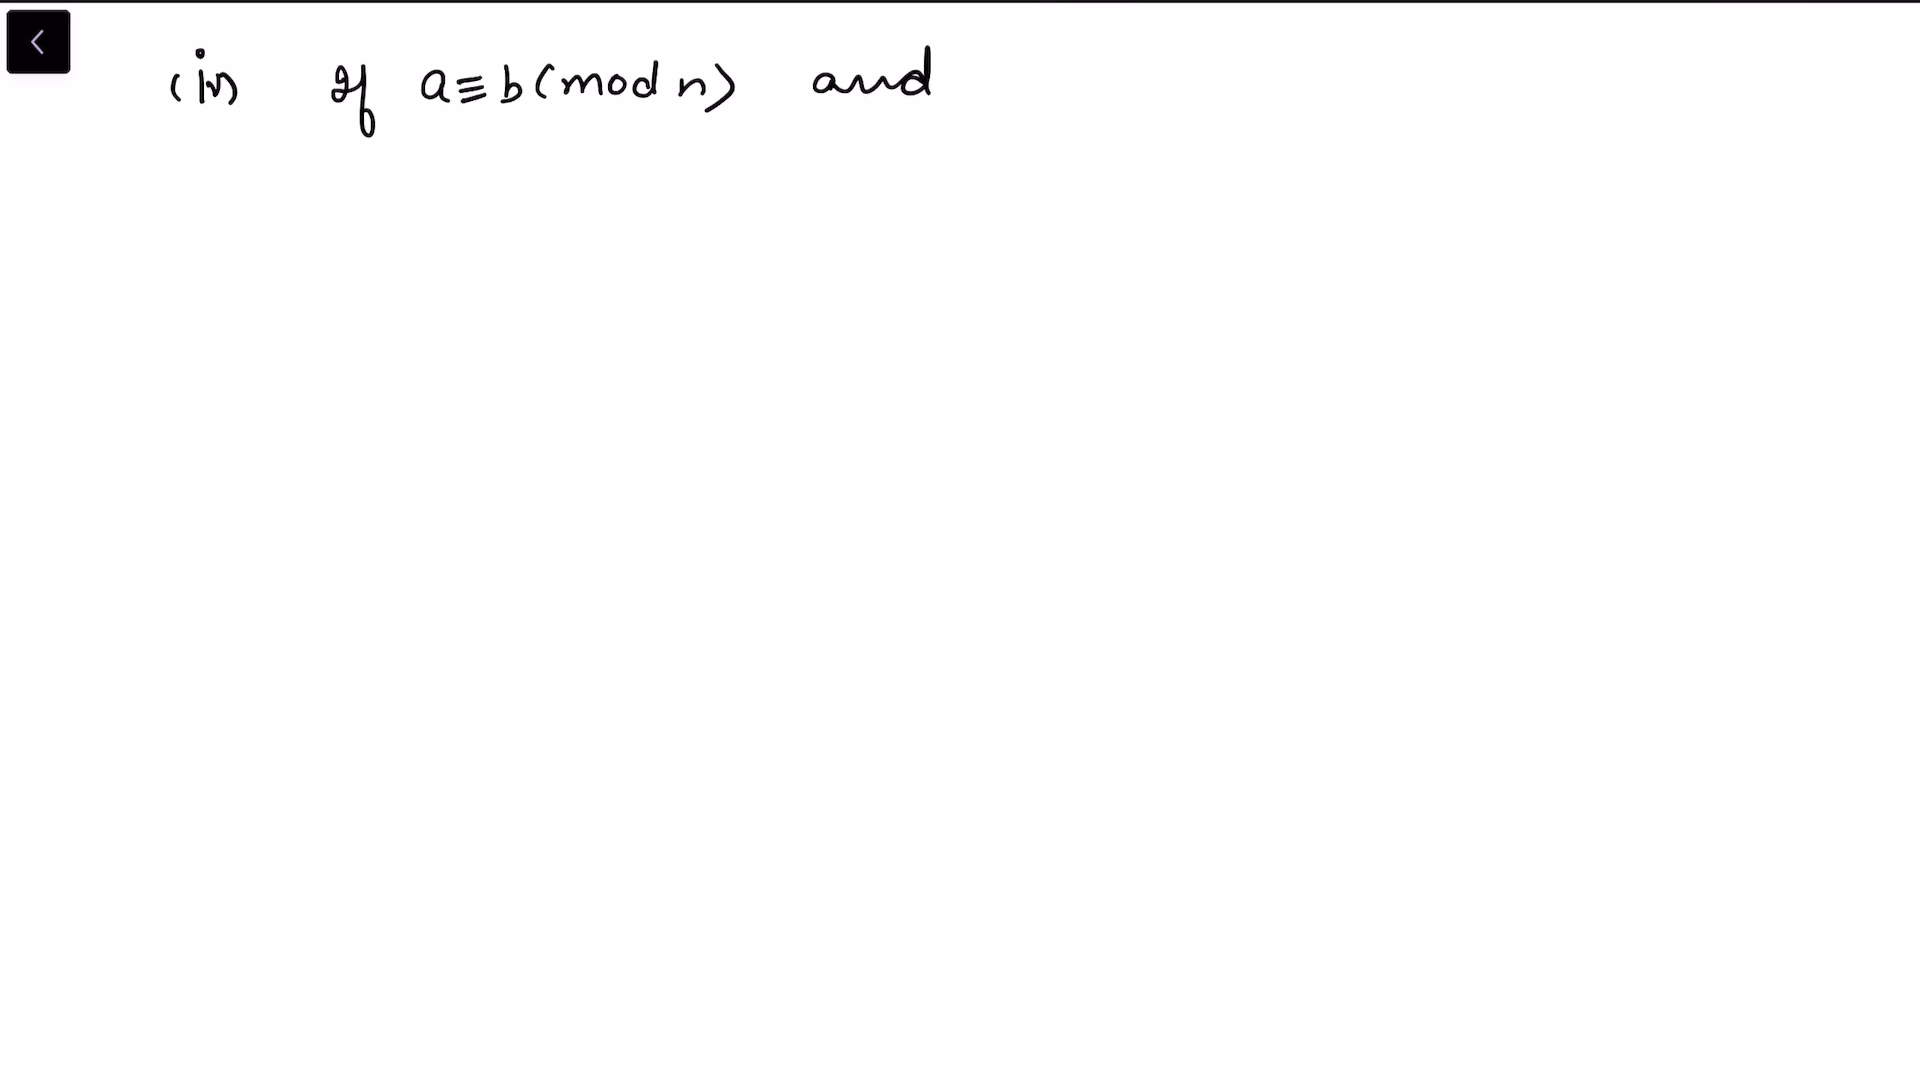 (iv) If a≡b(mod n) and